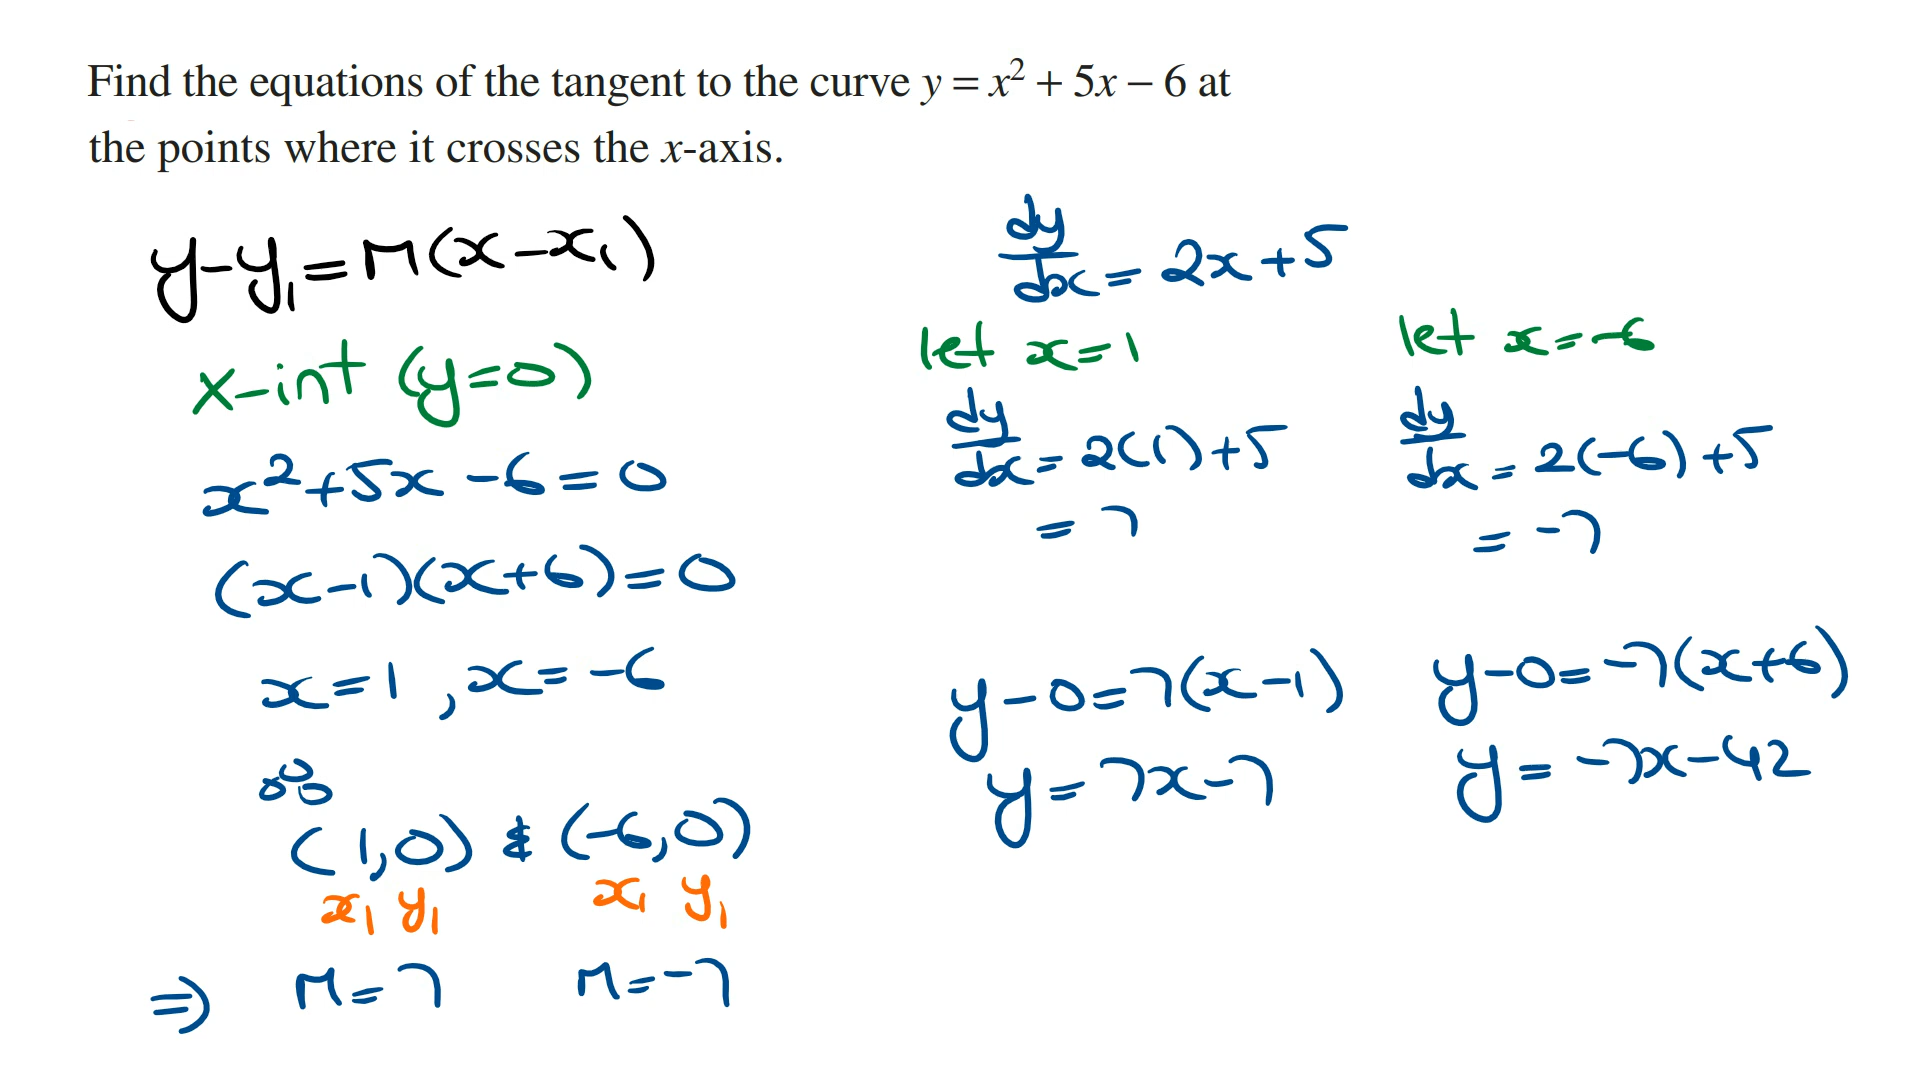 Find the equations of the tangent to the curve y = x² + 5x − 6 at
the points where it crosses the x-axis.
y-y₁=M(x-x₁)
x-int (y=0)
x²+5x-6=0
(x-1)(x+6)=0
x=1, x=-6
∴
(1,0) & (-6,0)
x₁ y₁ x₁ y₁
⇒ M=7 M=-7
dy/dx = 2x+5
let x=1
dy/dx = 2(1)+5
= 7
y-0=7(x-1)
y=7x-7
let x=-6
dy/dx = 2(-6)+5
= -7
y-0=-7(x+6)
y=-7x-42